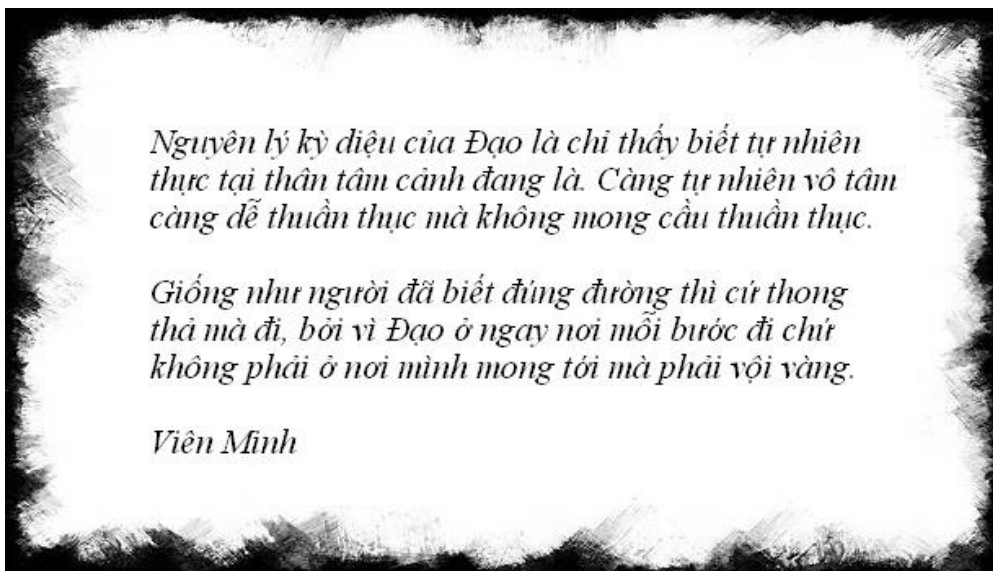 Nguyên lý kỳ diệu của Đạo là chỉ thấy biết tự nhiên
thực tại thân tâm cảnh đang là. Càng tự nhiên vô tâm
càng dễ thuần thục mà không mong cầu thuần thục.
Giống như người đã biết đúng đường thì cứ thong
thả mà đi, bởi vì Đạo ở ngay nơi mỗi bước đi chứ
không phải ở nơi mình mong tới mà phải vội vàng.
Viên Minh